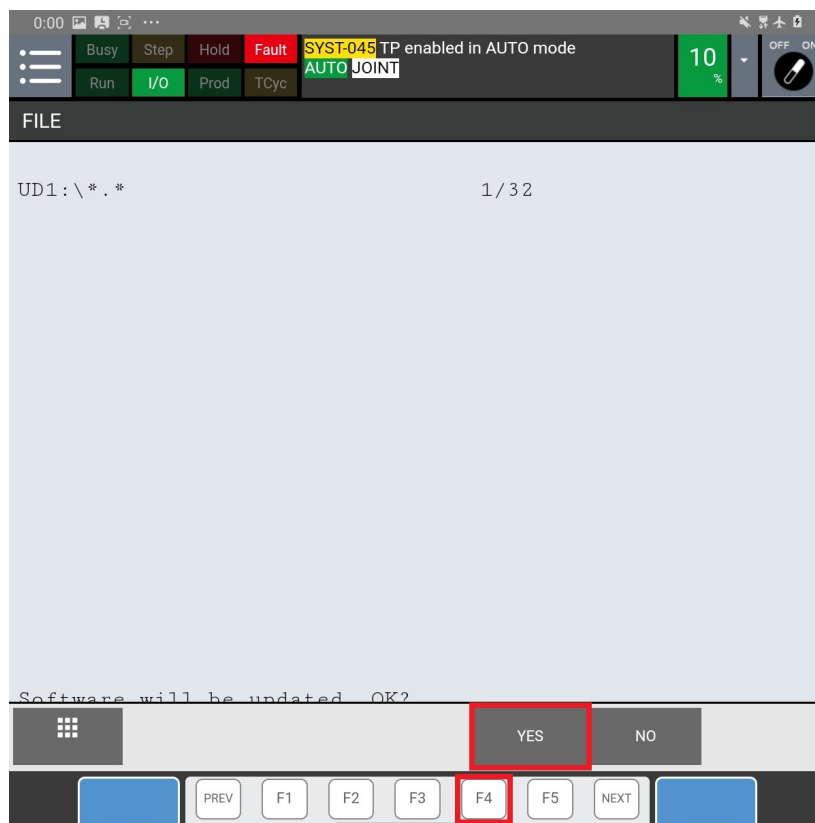 0:00 ...
Busy Step Hold Fault SYST-045 TP enabled in AUTO mode
Run I/O Prod TCyc AUTO JOINT
10 %
OFF ON
FILE
UD1:\*.* 1/32
Software will be updated OK?
YES NO
PREV F1 F2 F3 F4 F5 NEXT